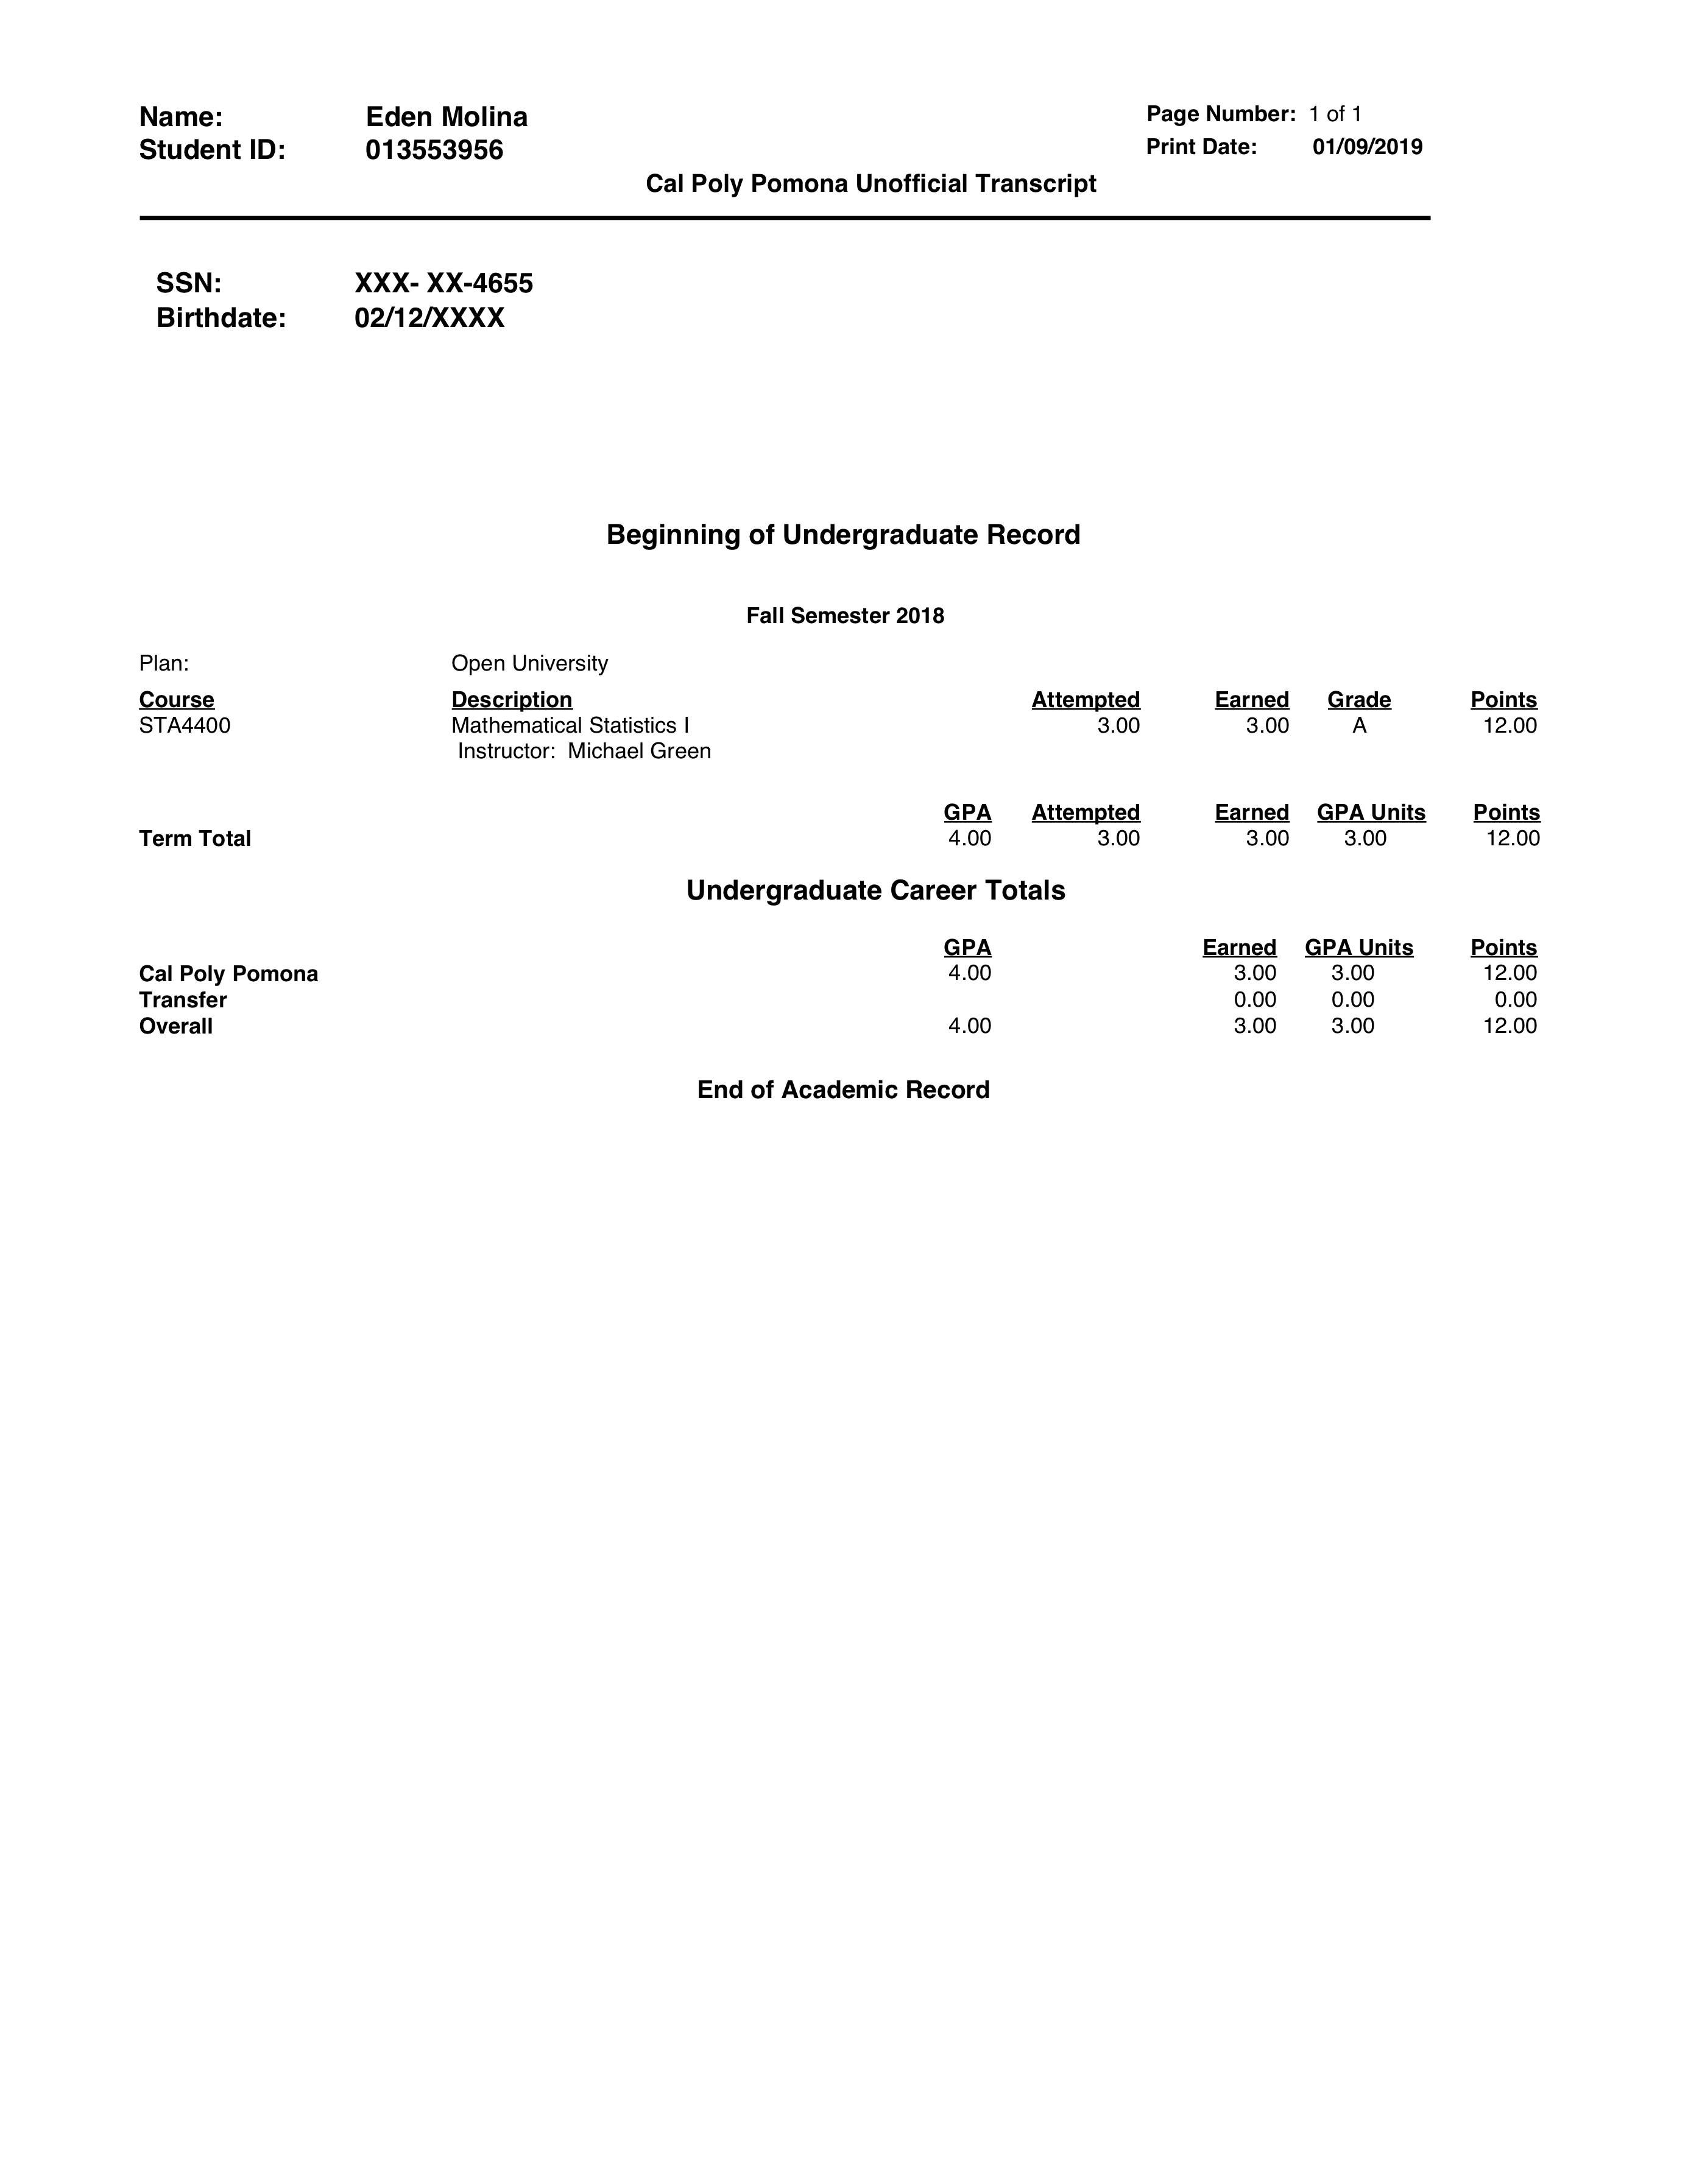 Name: Eden Molina Page Number: 1 of 1
Student ID: 013553956 Print Date: 01/09/2019
Cal Poly Pomona Unofficial Transcript
SSN: XXX- XX-4655
Birthdate: 02/12/XXXX
Beginning of Undergraduate Record
Fall Semester 2018
Plan: Open University
Course Description Attempted Earned Grade Points
STA4400 Mathematical Statistics I 3.00 3.00 A 12.00
Instructor: Michael Green
GPA Attempted Earned GPA Units Points
Term Total 4.00 3.00 3.00 3.00 12.00
Undergraduate Career Totals
GPA Earned GPA Units Points
Cal Poly Pomona 4.00 3.00 3.00 12.00
Transfer 0.00 0.00 0.00
Overall 4.00 3.00 3.00 12.00
End of Academic Record